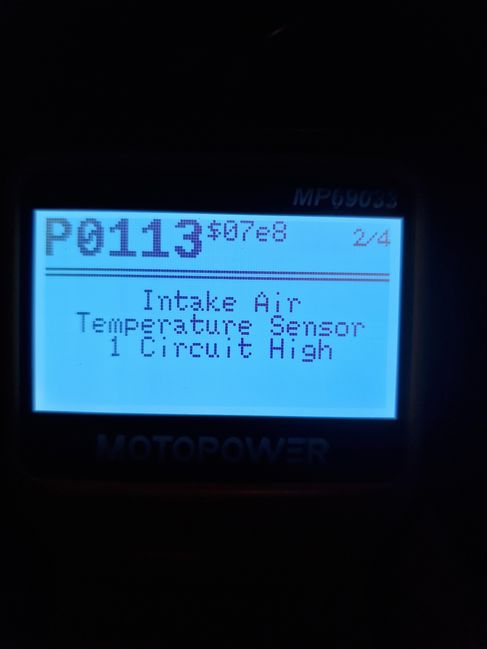 MP69033
P0113 $07e8 2/4
Intake Air
Temperature Sensor
1 Circuit High
MOTOPOWER